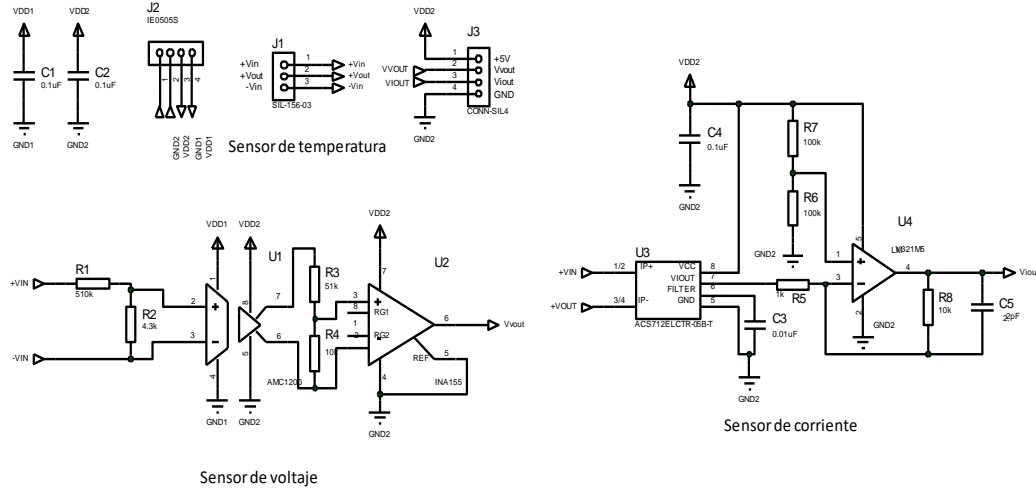 VDD1
VDD2
C1
0.1uF
C2
0.1uF
GND1
GND2
J2
IE0505S
1
1
2
3
4
GND2
VDD2
GND1
VDD1
J1
+Vin
+Vout
-Vin
1
2
3
+Vin
+Vout
-Vin
SIL-156-03
VDD2
J3
VVOUT
VIOUT
1
2
3
4
+5V
Vvout
Viout
GND
CONN-SIL4
GND2
Sensor de temperatura
VDD1
VDD2
U1
VDD2
U2
+VIN
-VIN
R1
510k
R2
4.3k
1
2
3
4
8
7
6
5
R3
51k
R4
10k
AMC1200
3
8
1
2
RG1
RG2
7
6
5
4
REF
INA155
Vvout
GND1
GND2
GND2
Sensor de voltaje
VDD2
C4
0.1uF
GND2
R7
100k
R6
100k
GND2
U4
5
1
3
4
2
GND2
Viout
U3
+VIN
+VOUT
1/2
3/4
IP+
IP-
VCC
VIOUT
FILTER
GND
8
7
6
5
ACS712ELCTR-05B-T
1k
R5
C3
0.01uF
GND2
R8
10k
C5
Sensor de corriente